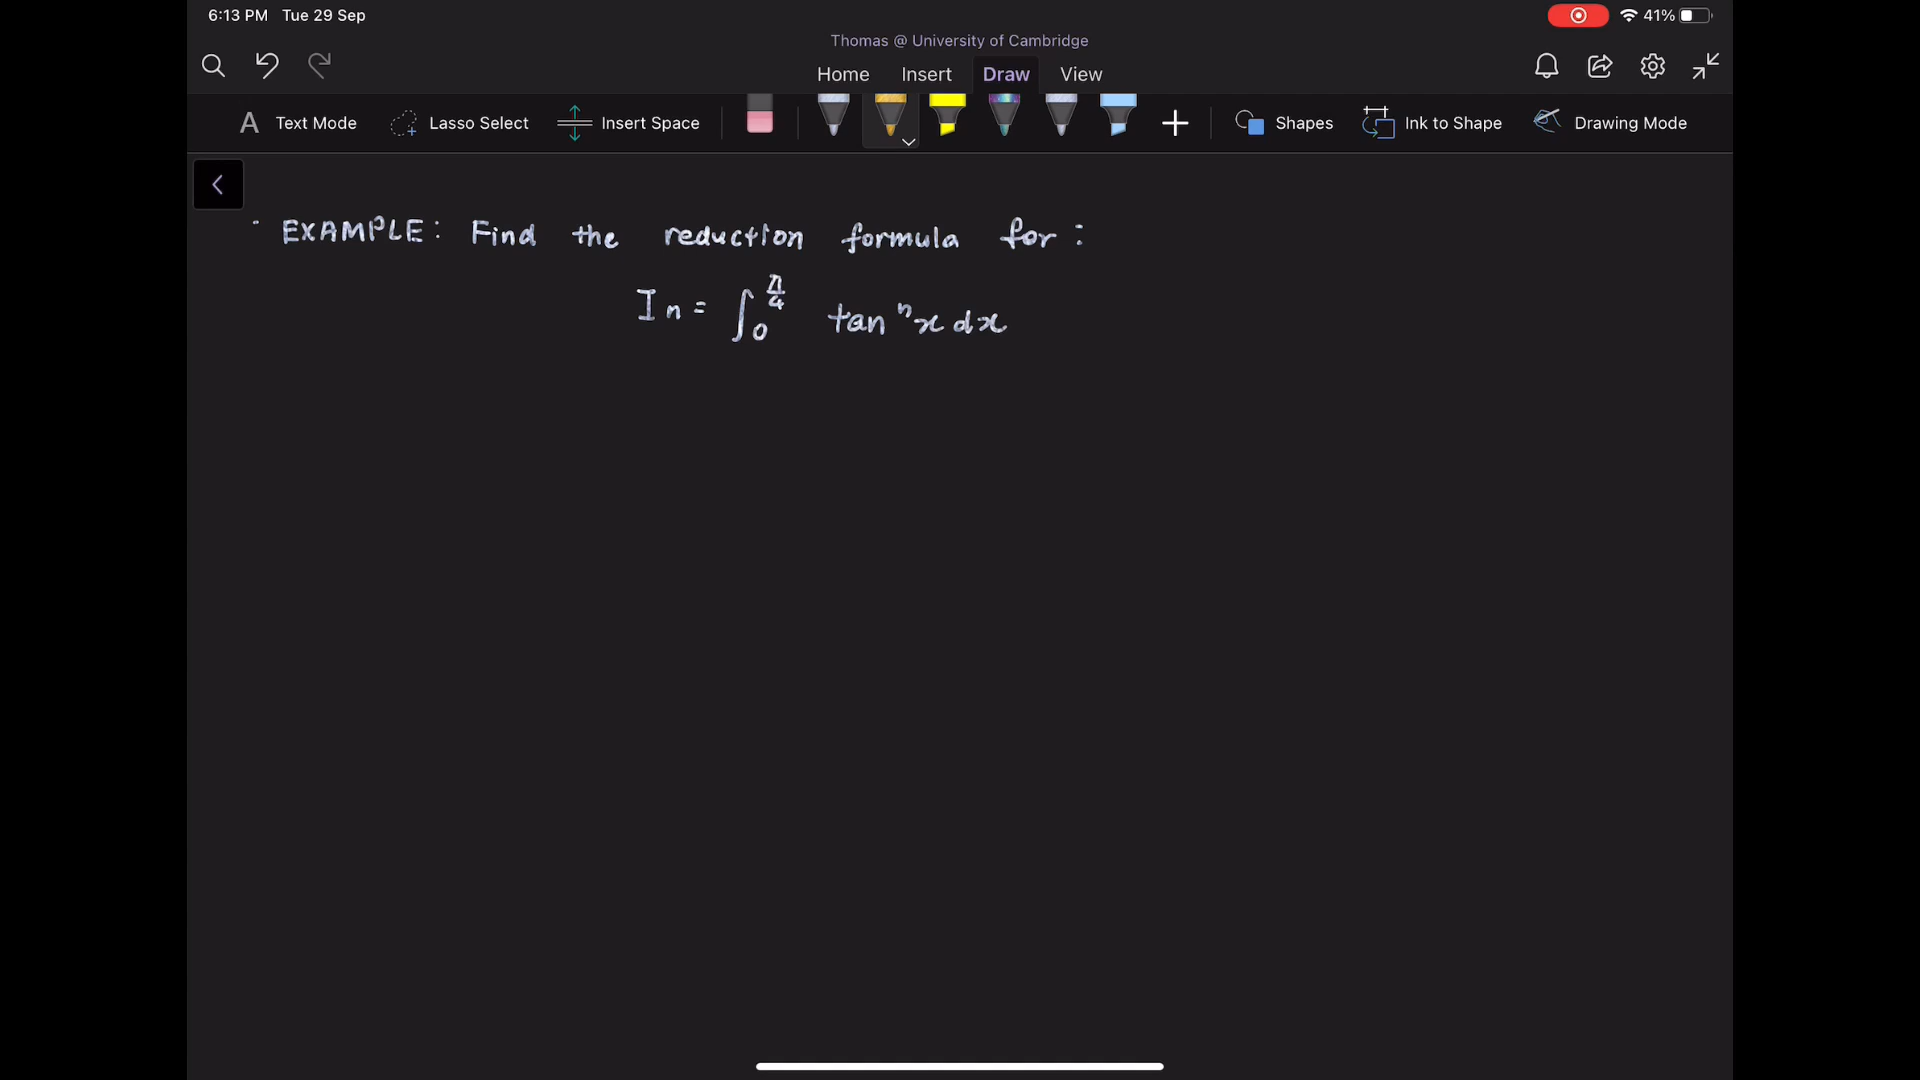 6:13 PM Tue 29 Sep 41%
Thomas @ University of Cambridge
Home Insert Draw View
A Text Mode Lasso Select Insert Space Shapes Ink to Shape Drawing Mode
EXAMPLE: Find the reduction formula for:
Iₙ = ∫₀^(π/4) tanⁿx dx